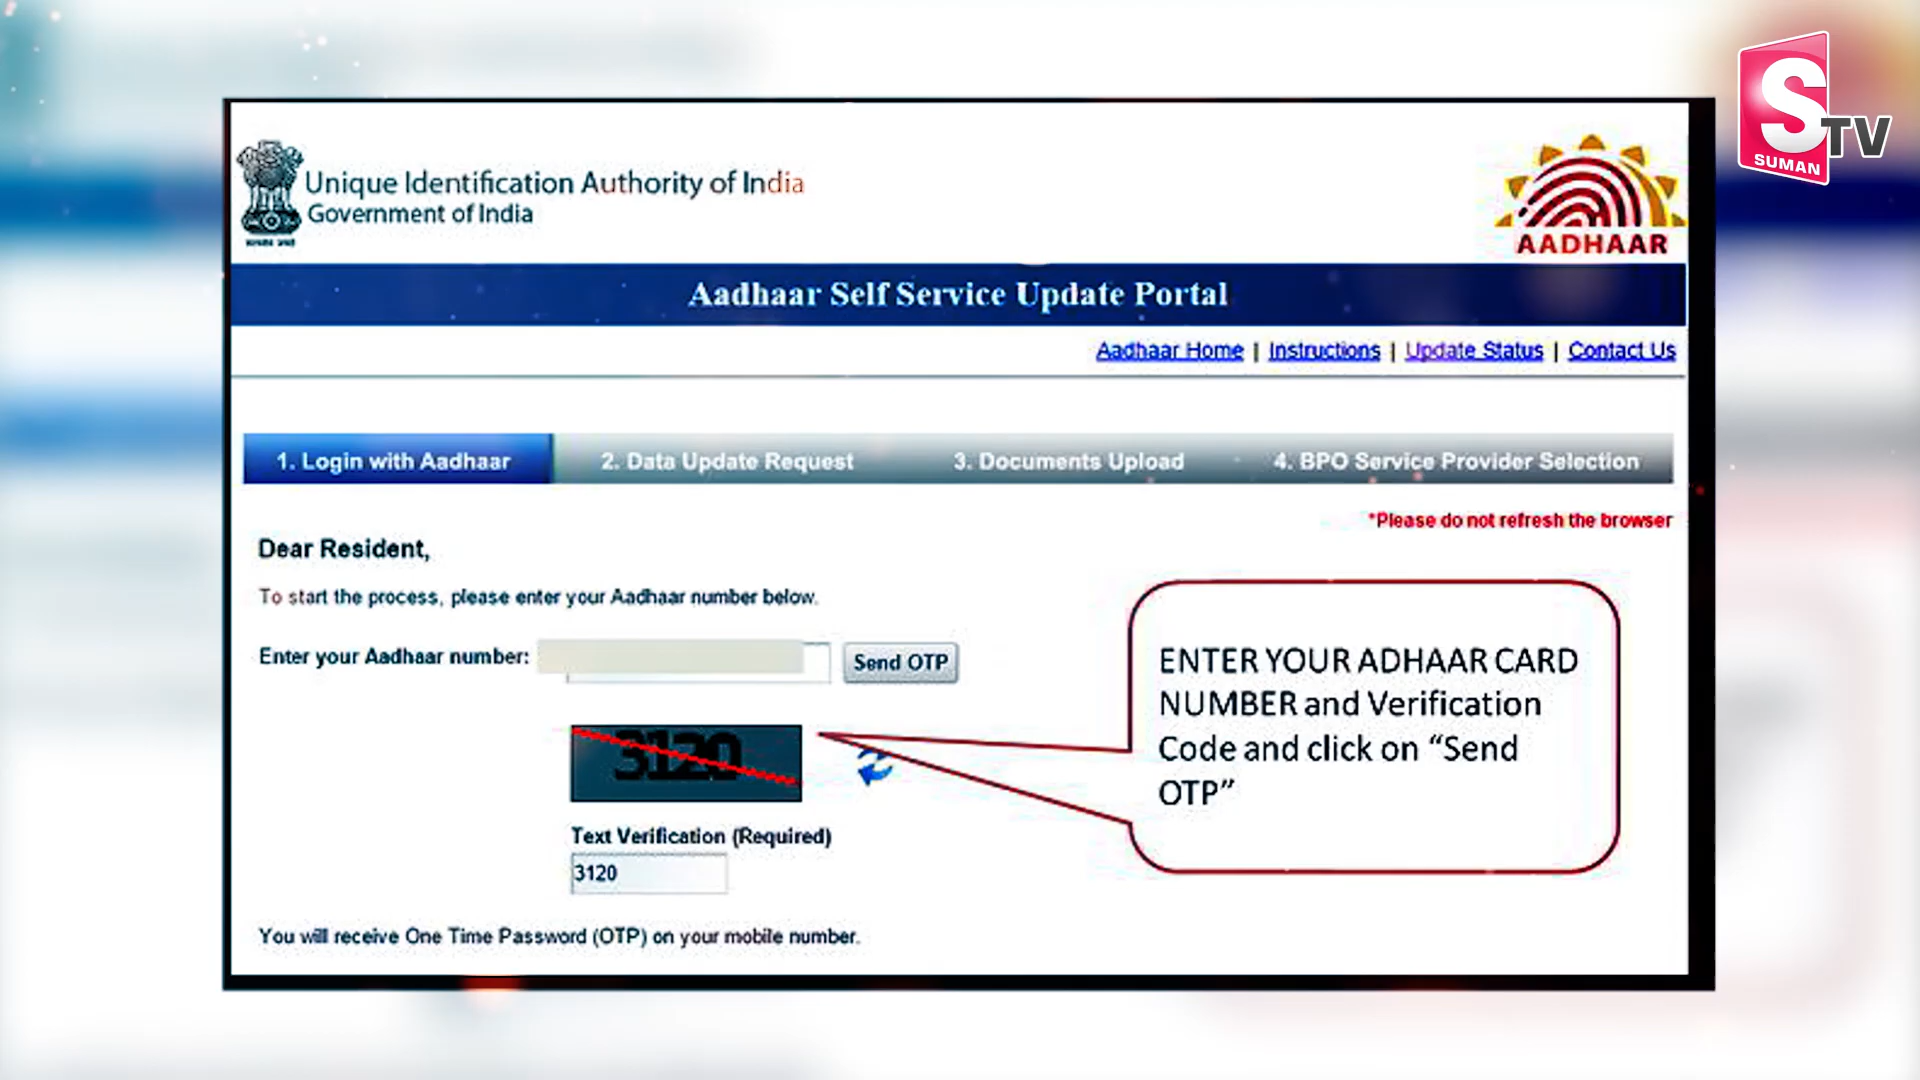 S TV
SUMAN
Unique Identification Authority of India
Government of India
AADHAAR
Aadhaar Self Service Update Portal
Aadhaar Home | Instructions | Update Status | Contact Us
1. Login with Aadhaar 2. Data Update Request 3. Documents Upload 4. BPO Service Provider Selection
*Please do not refresh the browser
Dear Resident,
To start the process, please enter your Aadhaar number below.
Enter your Aadhaar number: Send OTP
3120
Text Verification (Required)
3120
You will receive One Time Password (OTP) on your mobile number.
ENTER YOUR ADHAAR CARD
NUMBER and Verification
Code and click on “Send
OTP”